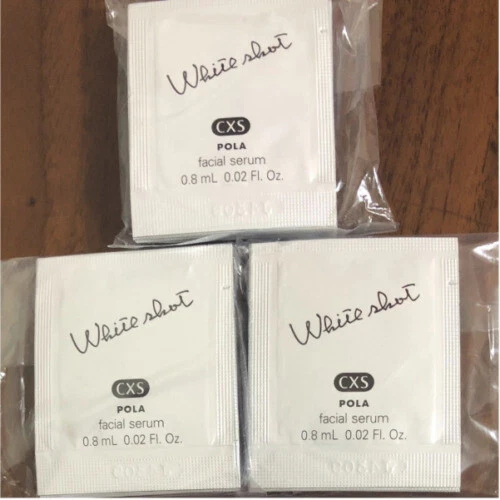 White shot
CXS
POLA
facial serum
0.8 mL 0.02 Fl. Oz.
White shot
CXS
POLA
facial serum
0.8 mL 0.02 Fl. Oz.
White shot
CXS
POLA
facial serum
0.8 mL 0.02 Fl. Oz.